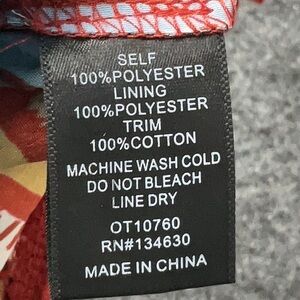 SELF
100%POLYESTER
LINING
100%POLYESTER
TRIM
100%COTTON
MACHINE WASH COLD
DO NOT BLEACH
LINE DRY
OT10760
RN#134630
MADE IN CHINA